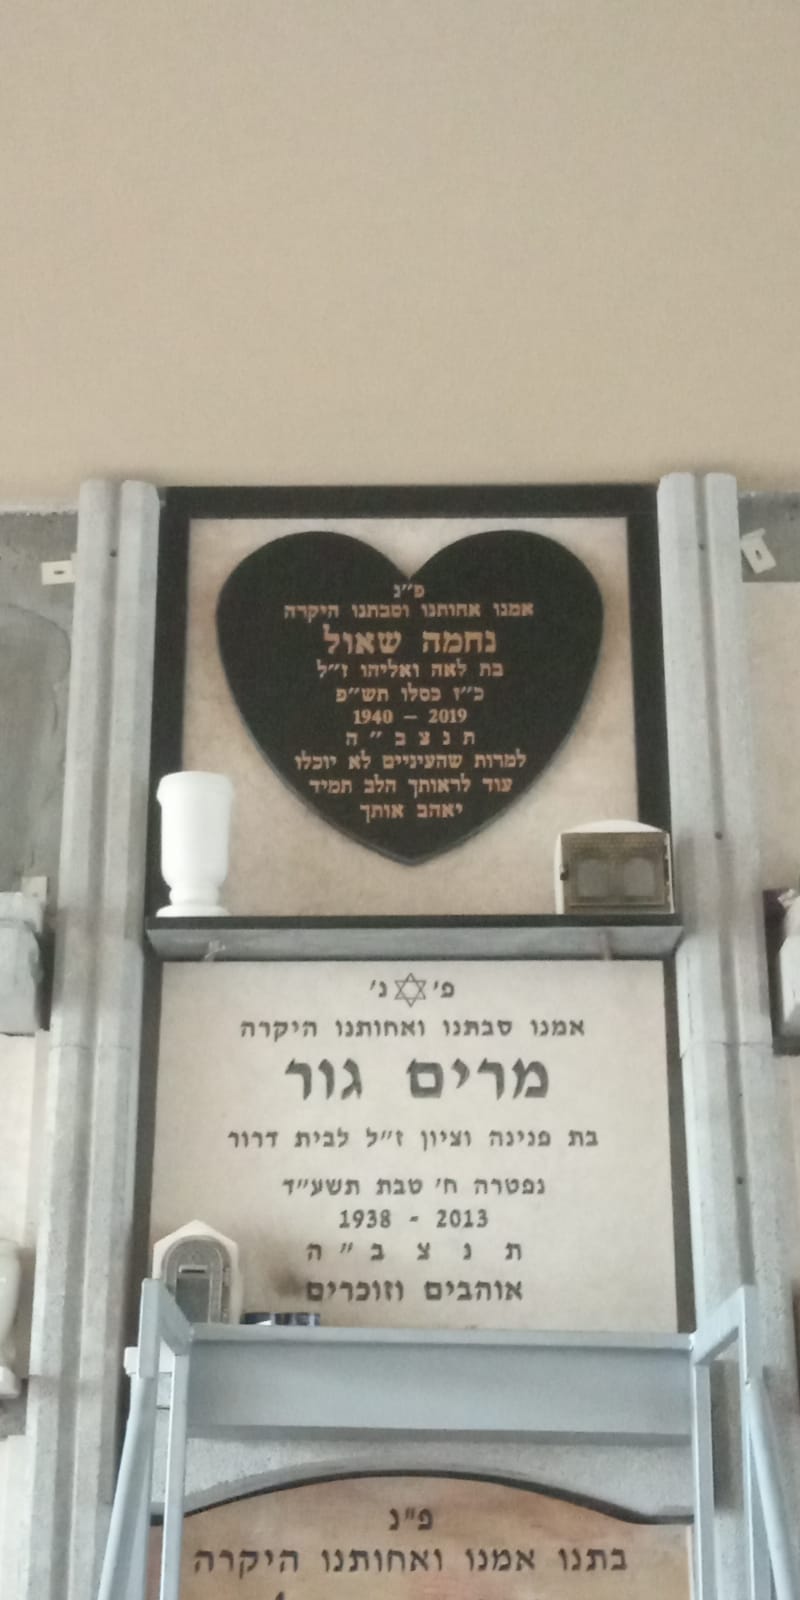 פ״נ
אמנו אחותנו וסבתנו היקרה
נחמה שאול
בת לאה ואליהו ז״ל
כ״ז כסלו תש״פ
1940 – 2019
ת נ צ ב ״ ה
למרות שהעיניים לא יוכלו
עוד לראותך הלב תמיד
יאהב אותך
פ׳ נ׳
אמנו סבתנו ואחותנו היקרה
מרים גור
בת פנינה וציון ז״ל לבית דרור
נפטרה ח׳ טבת תשע״ד
1938 - 2013
ת נ צ ב ״ ה
אוהבים וזוכרים
פ״נ
בתנו אמנו ואחותנו היקרה